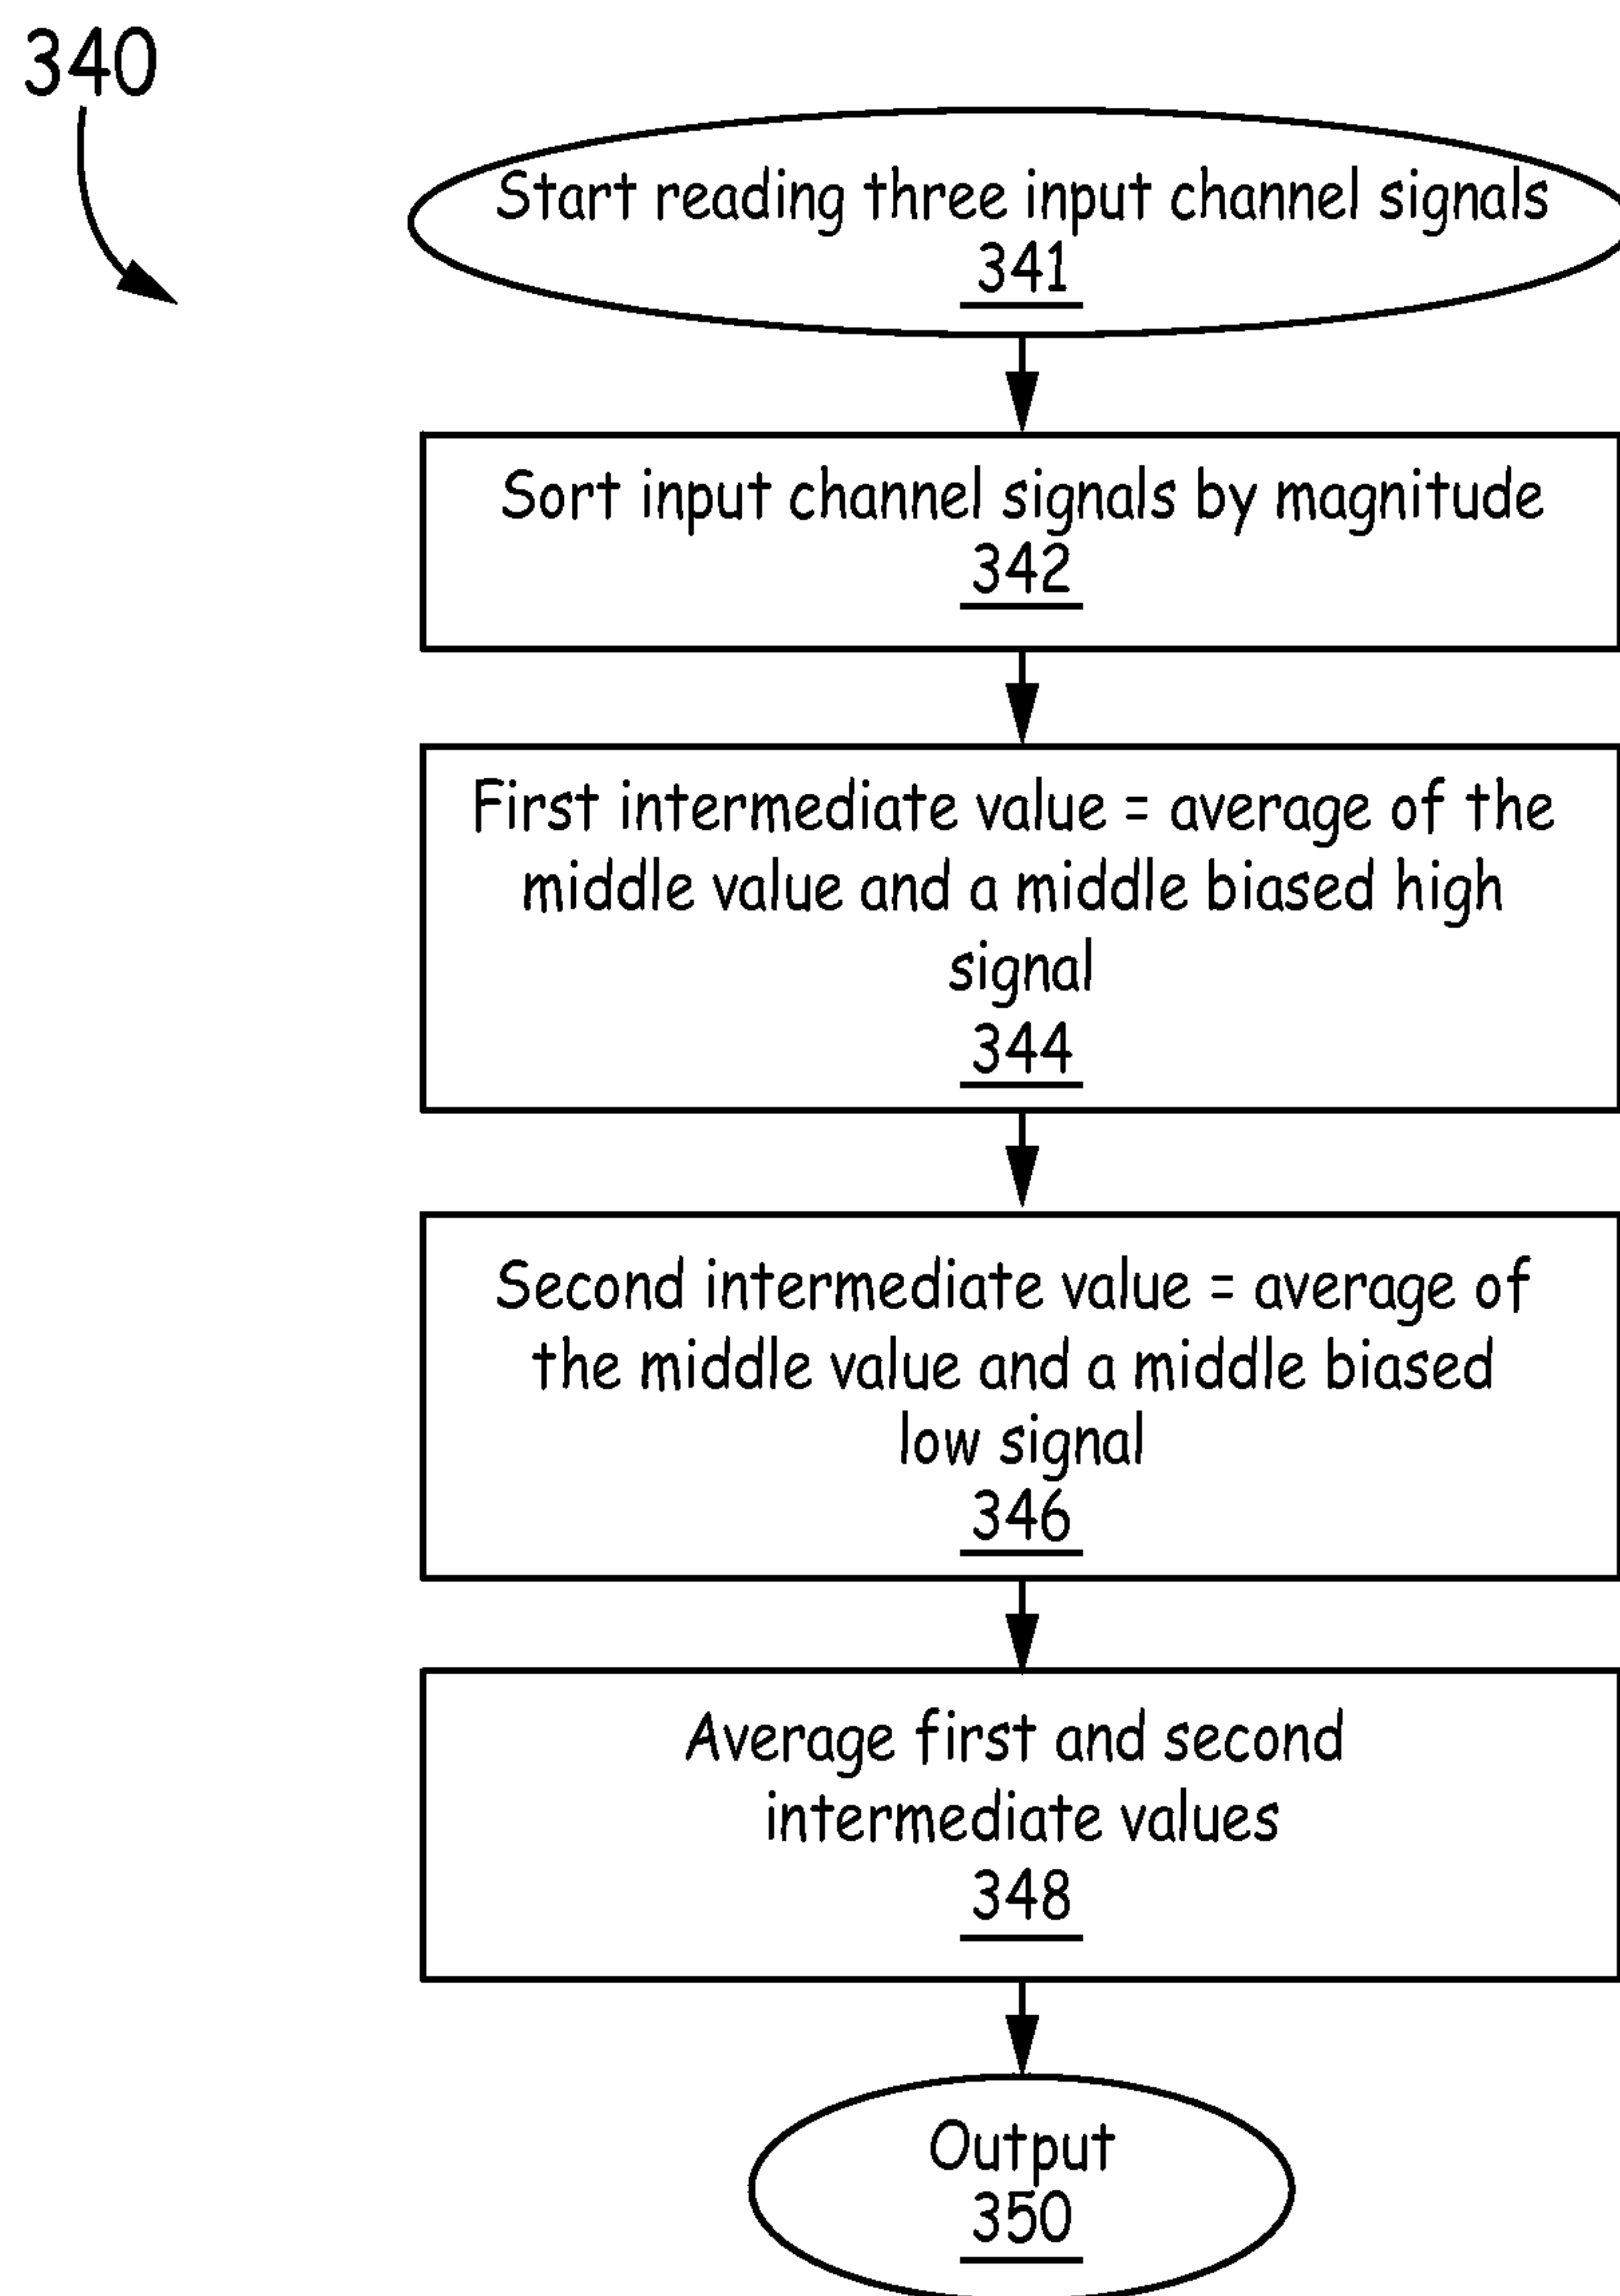 340
Start reading three input channel signals
341
Sort input channel signals by magnitude
342
First intermediate value = average of the
middle value and a middle biased high
signal
344
Second intermediate value = average of
the middle value and a middle biased
low signal
346
Average first and second
intermediate values
348
Output
350